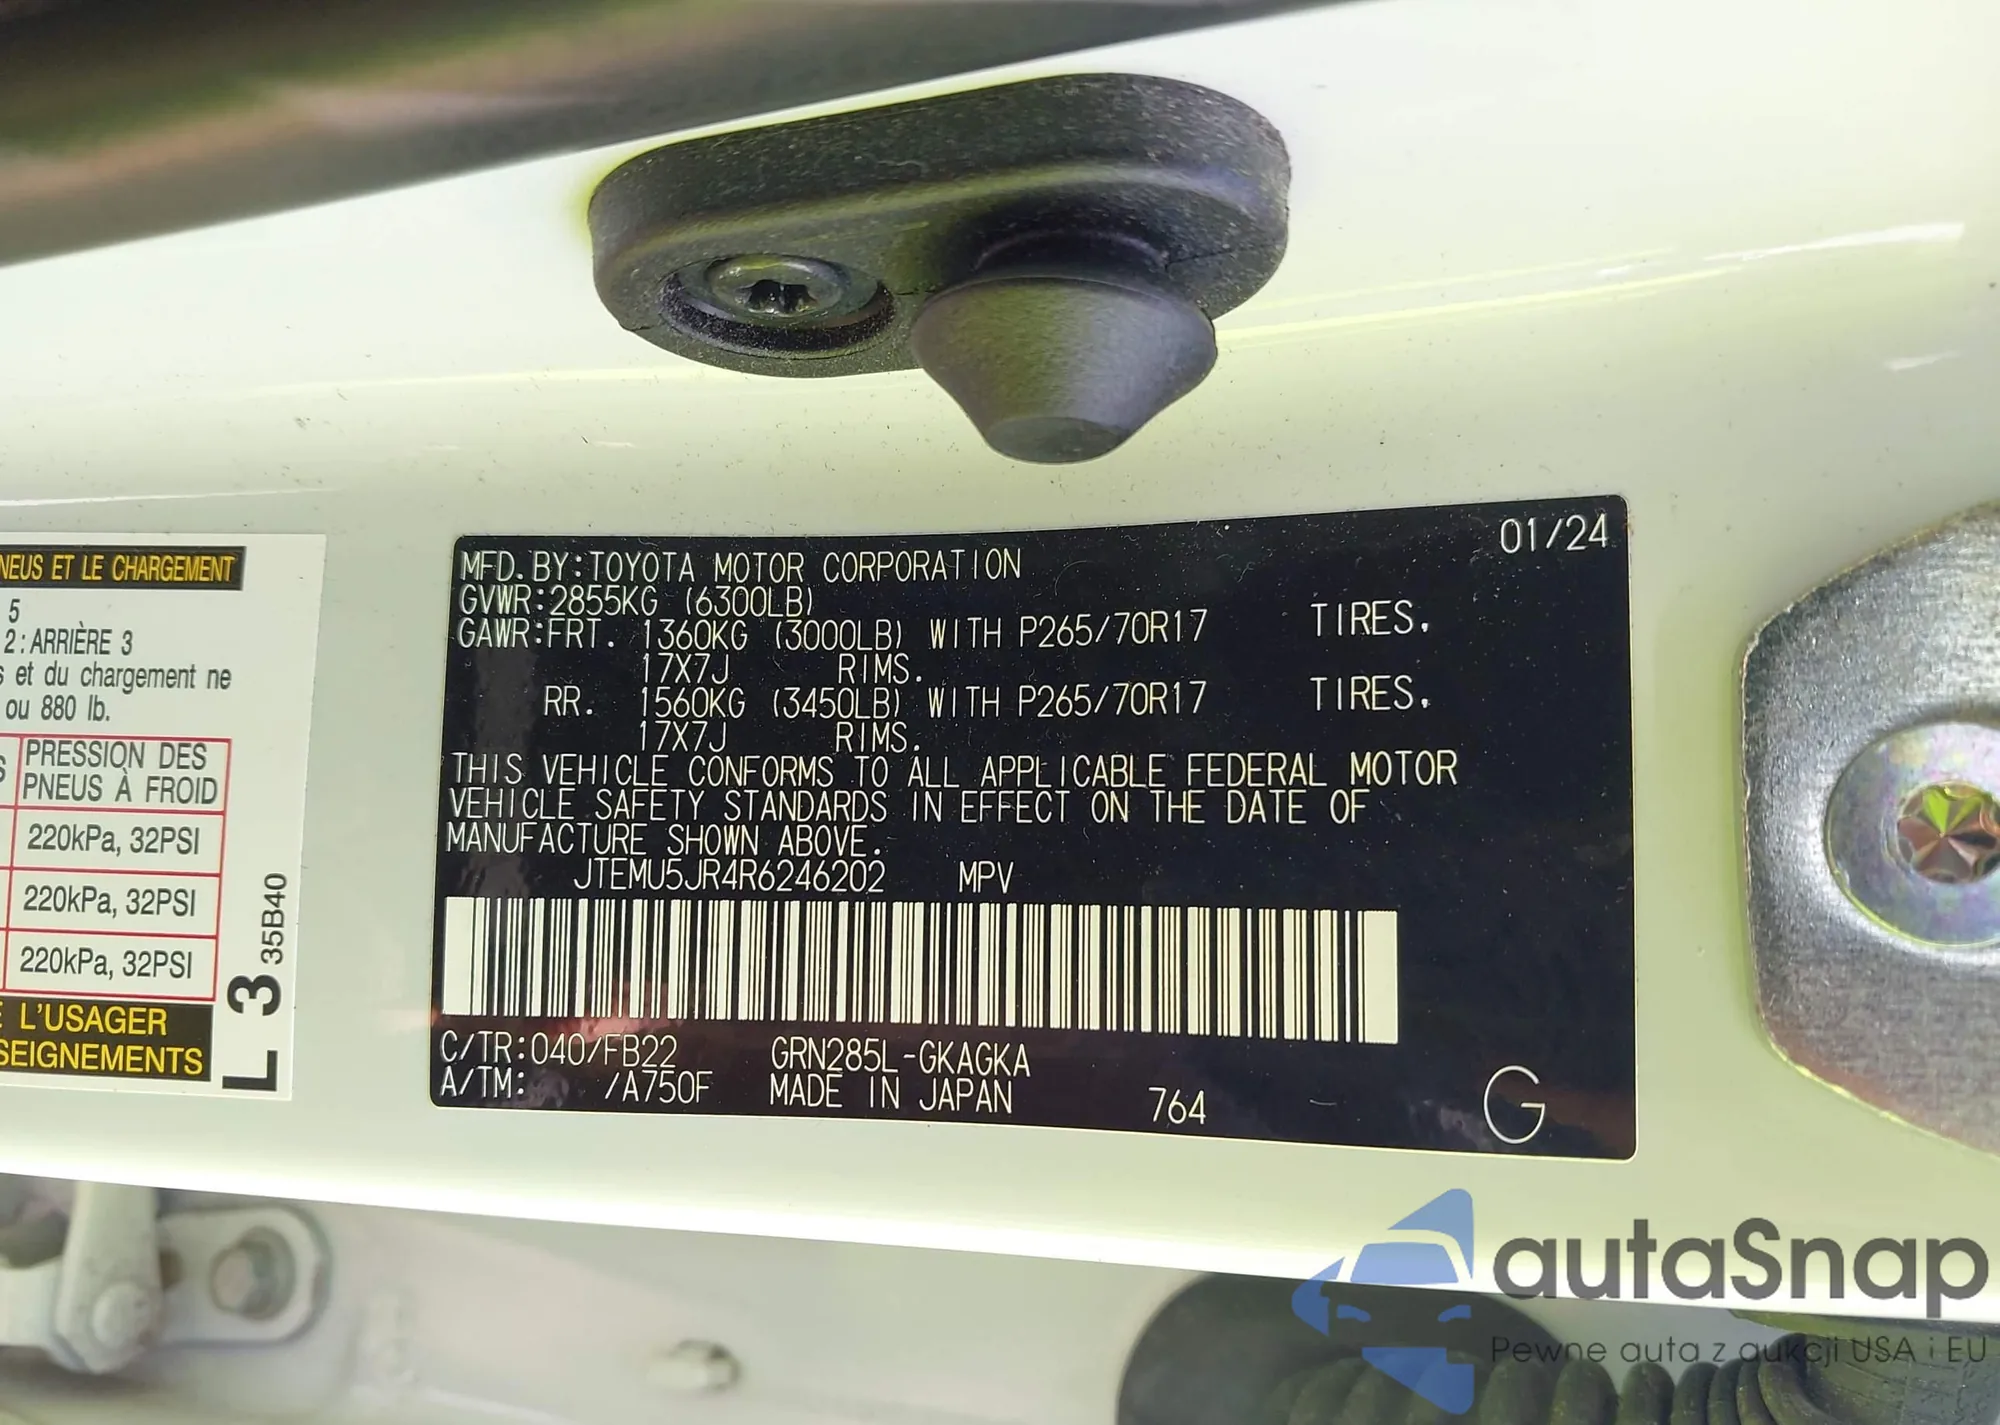 NEUS ET LE CHARGEMENT
5
2: ARRIÈRE 3
s et du chargement ne
ou 880 lb.
PRESSION DES
PNEUS À FROID
220kPa, 32PSI
220kPa, 32PSI
220kPa, 32PSI
L'USAGER
SEIGNEMENTS
L 3 35B40
01/24
MFD. BY: TOYOTA MOTOR CORPORATION
GVWR: 2855KG (6300LB)
GAWR: FRT. 1360KG (3000LB) WITH P265/70R17 TIRES.
17X7J RIMS.
RR. 1560KG (3450LB) WITH P265/70R17 TIRES.
17X7J RIMS.
THIS VEHICLE CONFORMS TO ALL APPLICABLE FEDERAL MOTOR
VEHICLE SAFETY STANDARDS IN EFFECT ON THE DATE OF
MANUFACTURE SHOWN ABOVE.
JTEMU5JR4R6246202 MPV
C/TR: 040/FB22 GRN285L-GKAGKA
A/TM: /A750F MADE IN JAPAN 764 G
autaSnap
Pewne auta z aukcji USA i EU